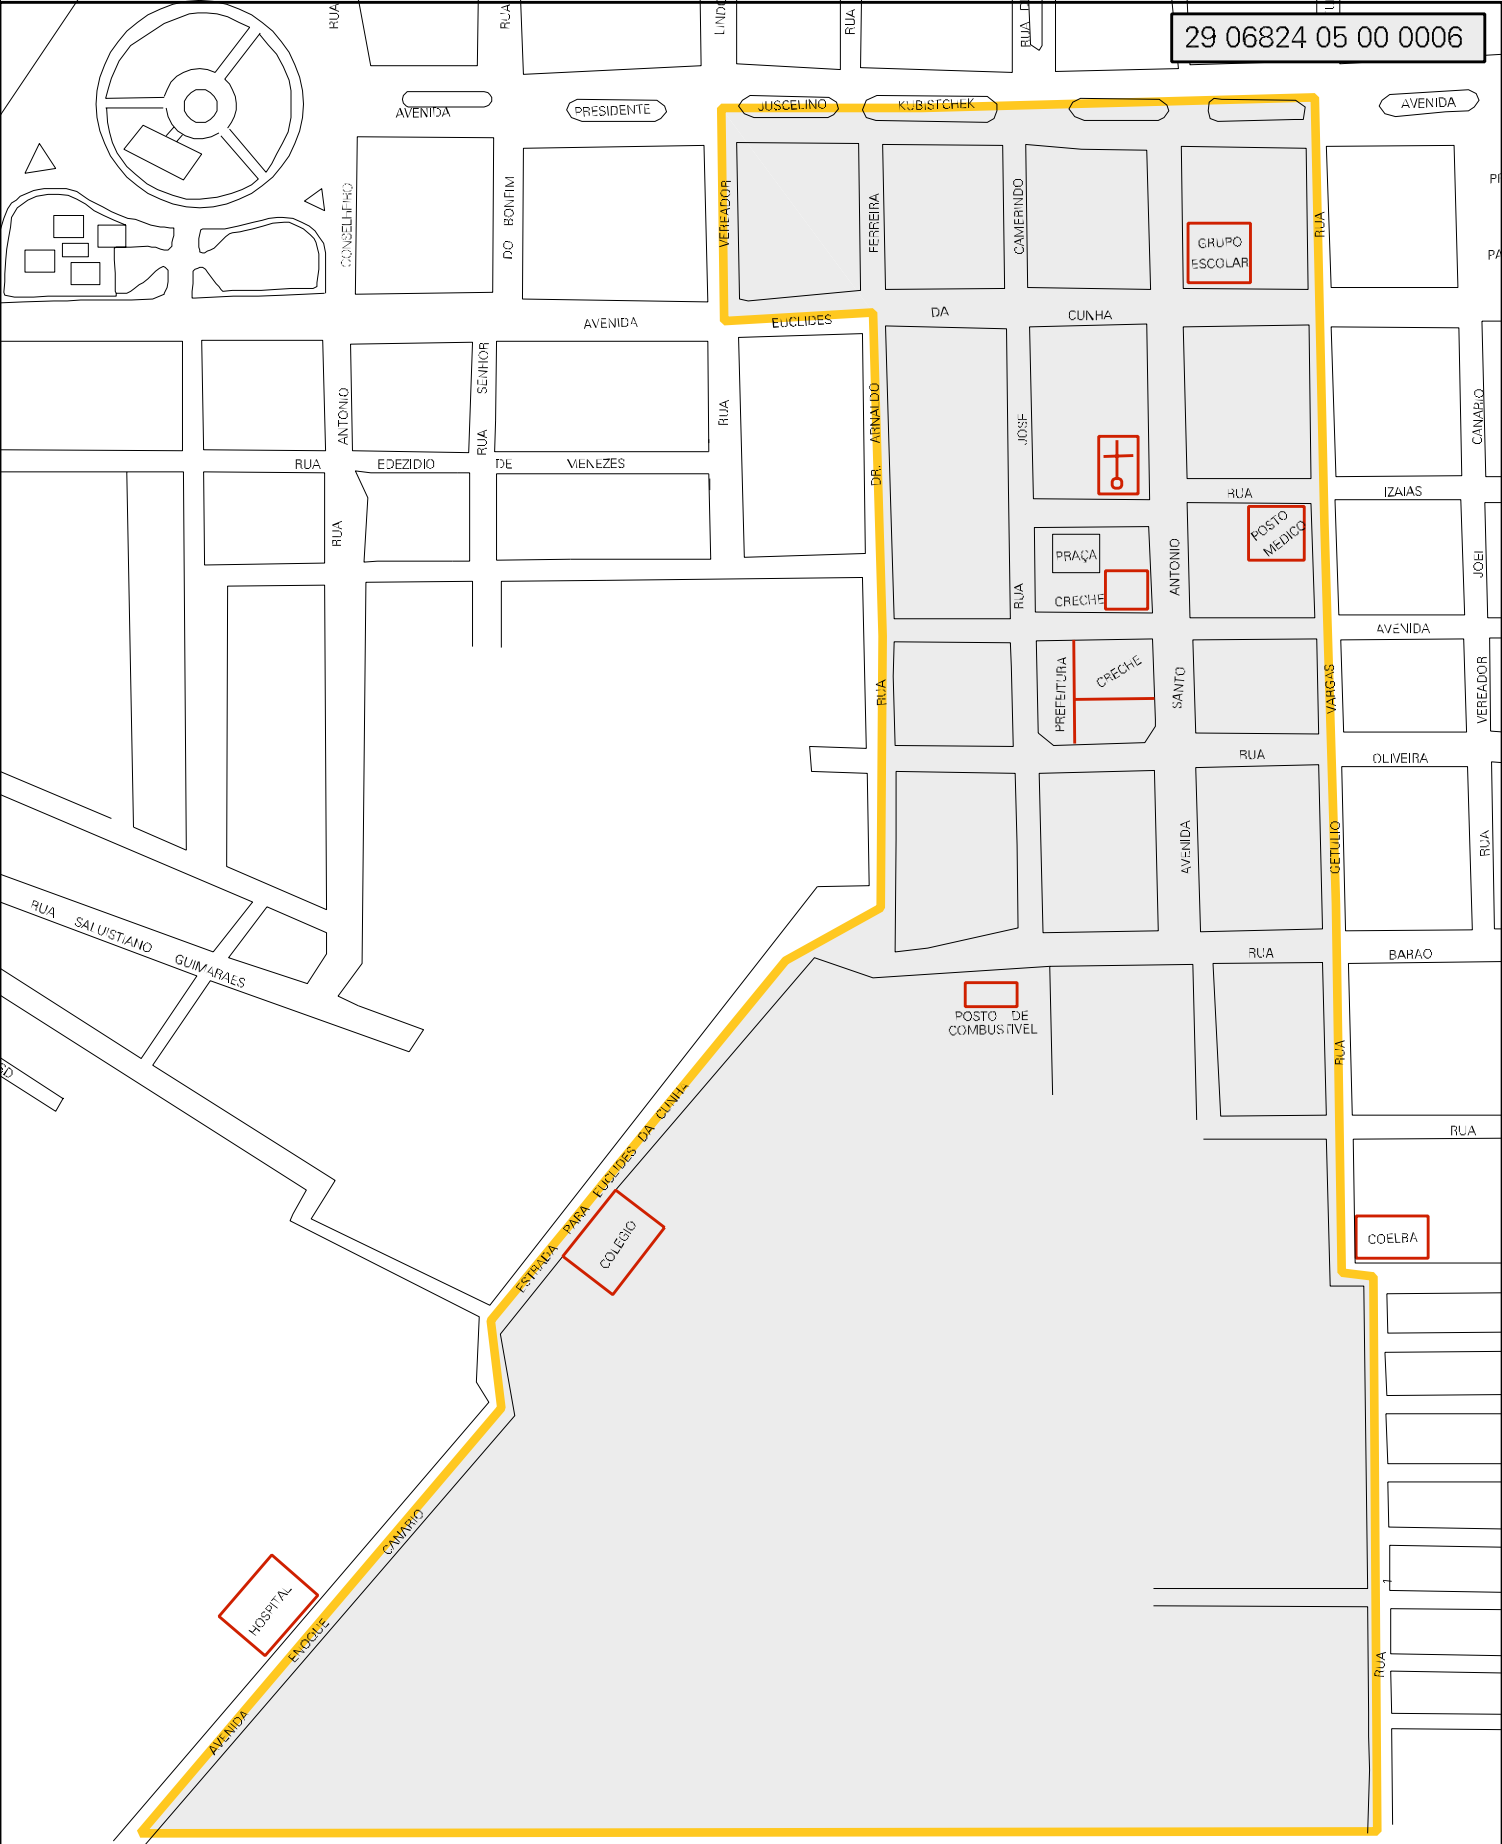 RUA
RUA
RUA
29 06824 05 00 0006
AVENIDA
PRESIDENTE
JUSCELINO
KUBISTCHEK
AVENIDA
CONSELHEIRO
DO BONFIM
VEREADOR
FERREIRA
CAMERINDO
RUA
GRUPO
ESCOLAR
AVENIDA
EUCLIDES
DA
CUNHA
ANTONIO
RUA SENHOR
RUA
DR. ARNALDO
JOSE
CANARIO
RUA
EDEZIDIO
DE
MENEZES
RUA
IZAIAS
RUA
POSTO
MEDICO
PRAÇA
CRECHE
RUA
ANTONIO
JOEI
AVENIDA
RUA
PREFEITURA
CRECHE
SANTO
VARGAS
VEREADOR
RUA
OLIVEIRA
AVENIDA
GETULIO
RUA
RUA SALUSTIANO
GUIMARAES
RUA
BARAO
POSTO DE
COMBUSTIVEL
RUA
RUA
ESTRADA PARA EUCLIDES DA CUNHA
COLEGIO
COELBA
AVENIDA ENOQUE CANARIO
HOSPITAL
RUA 1